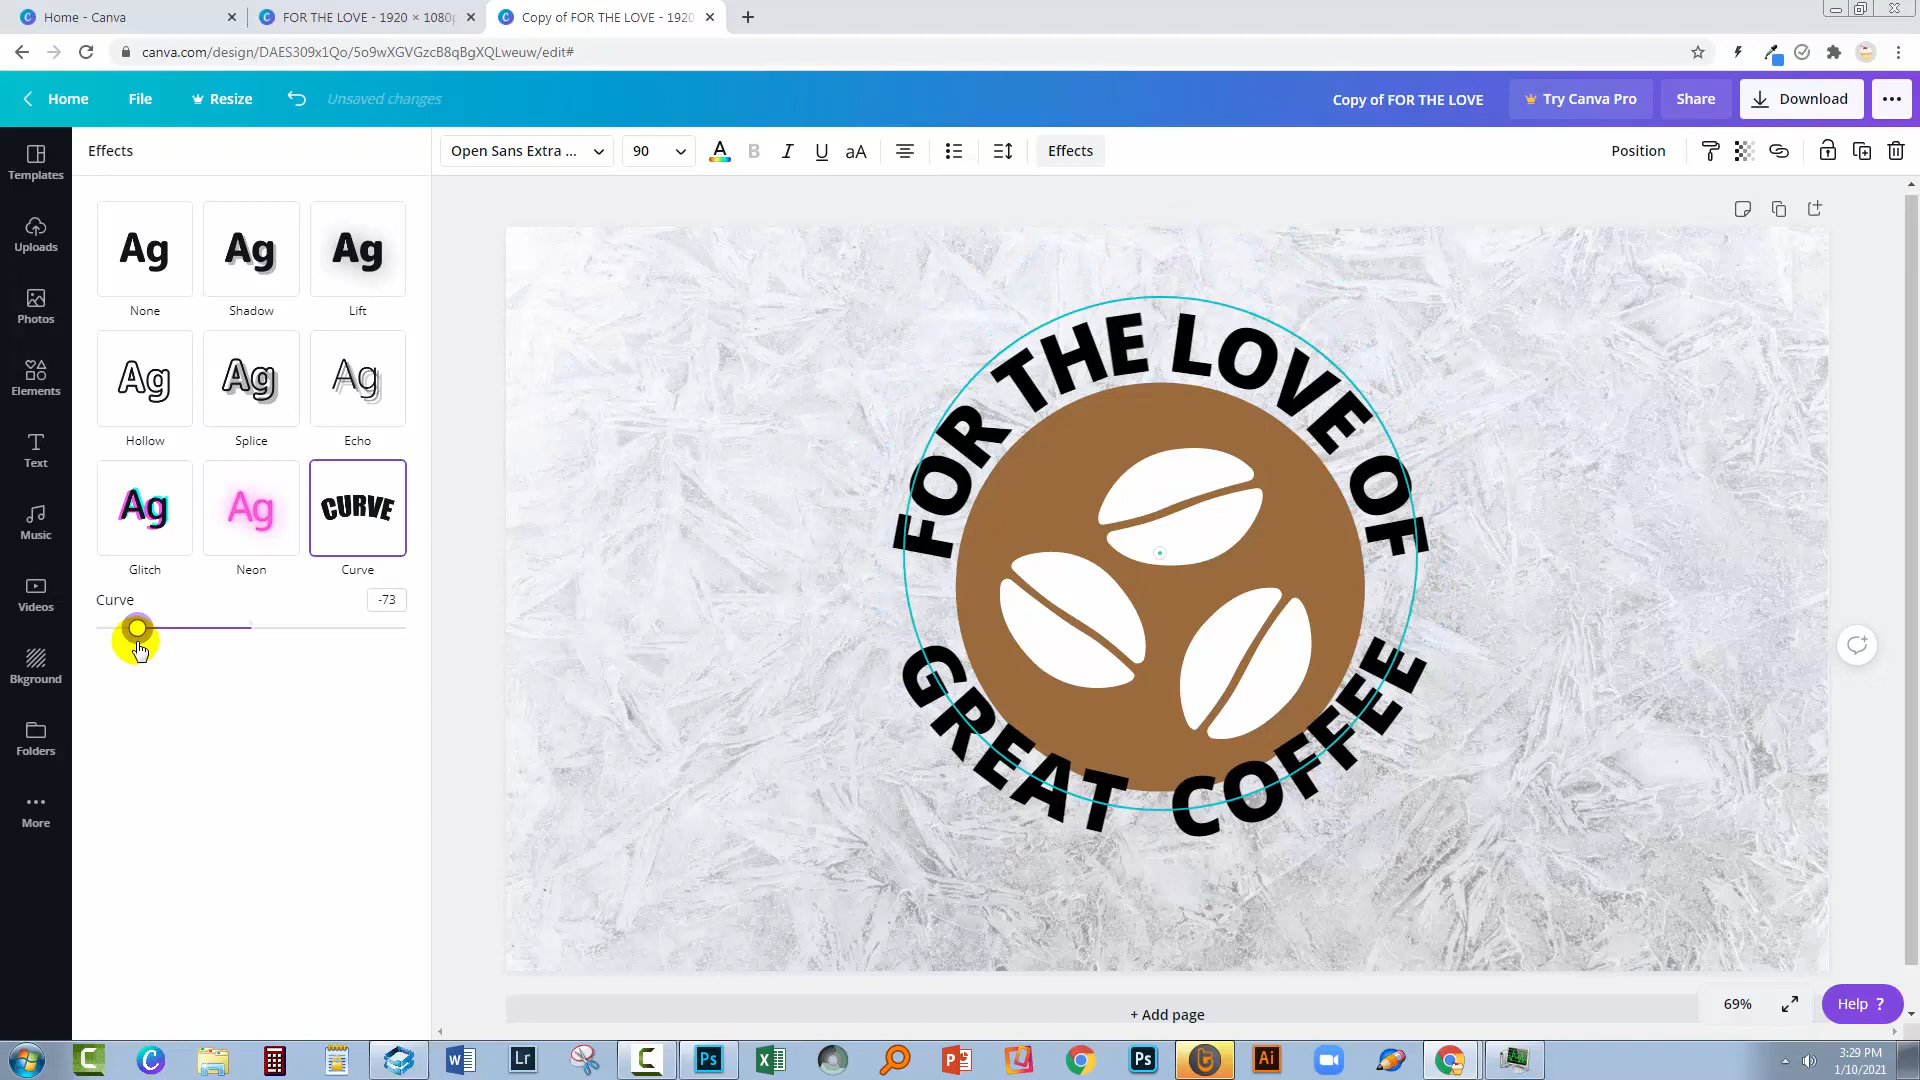 Home - Canva
FOR THE LOVE - 1920 × 1080p
Copy of FOR THE LOVE - 1920
canva.com/design/DAES309x1Qo/5o9wXGVGzcB8qBgXQLweuw/edit#
Home
File
Resize
Unsaved changes
Copy of FOR THE LOVE
Try Canva Pro
Share
Download
Templates
Uploads
Photos
Elements
Text
Music
Videos
Bkground
Folders
More
Effects
Open Sans Extra ...
90
A
B
I
U
aA
Effects
Position
Ag
Ag
Ag
None
Shadow
Lift
Ag
Ag
Ag
Hollow
Splice
Echo
Ag
Ag
CURVE
Glitch
Neon
Curve
Curve
-73
FOR THE LOVE OF
GREAT COFFEE
+ Add page
69%
Help ?
3:29 PM
1/10/2021